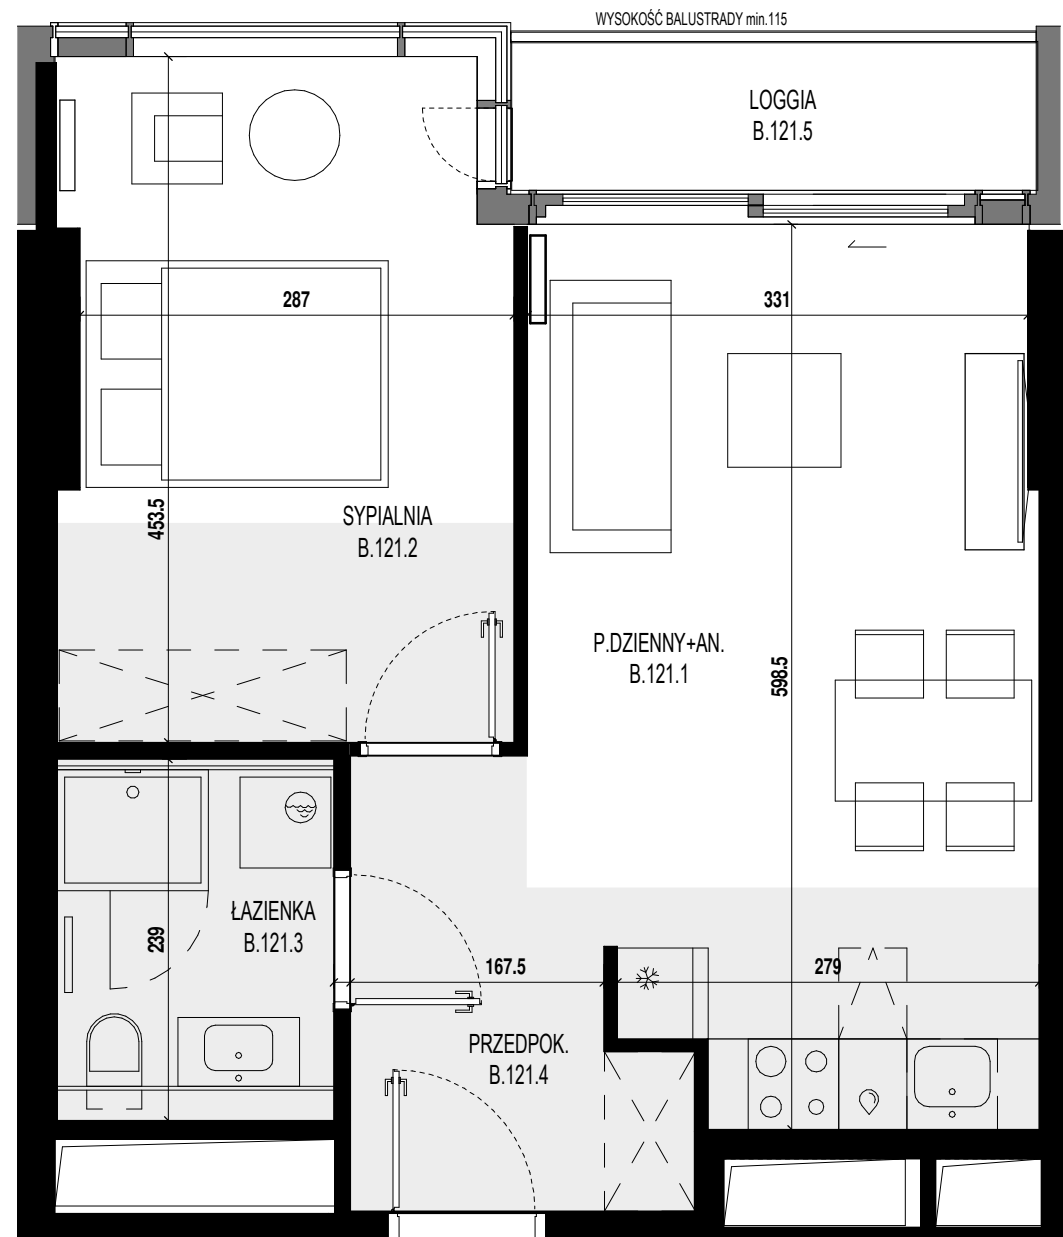 WYSOKOŚĆ BALUSTRADY min.115
LOGGIA
B.121.5
287
331
453.5
SYPIALNIA
B.121.2
P.DZIENNY+AN.
B.121.1
598.5
ŁAZIENKA
B.121.3
239
167.5
279
PRZEDPOK.
B.121.4